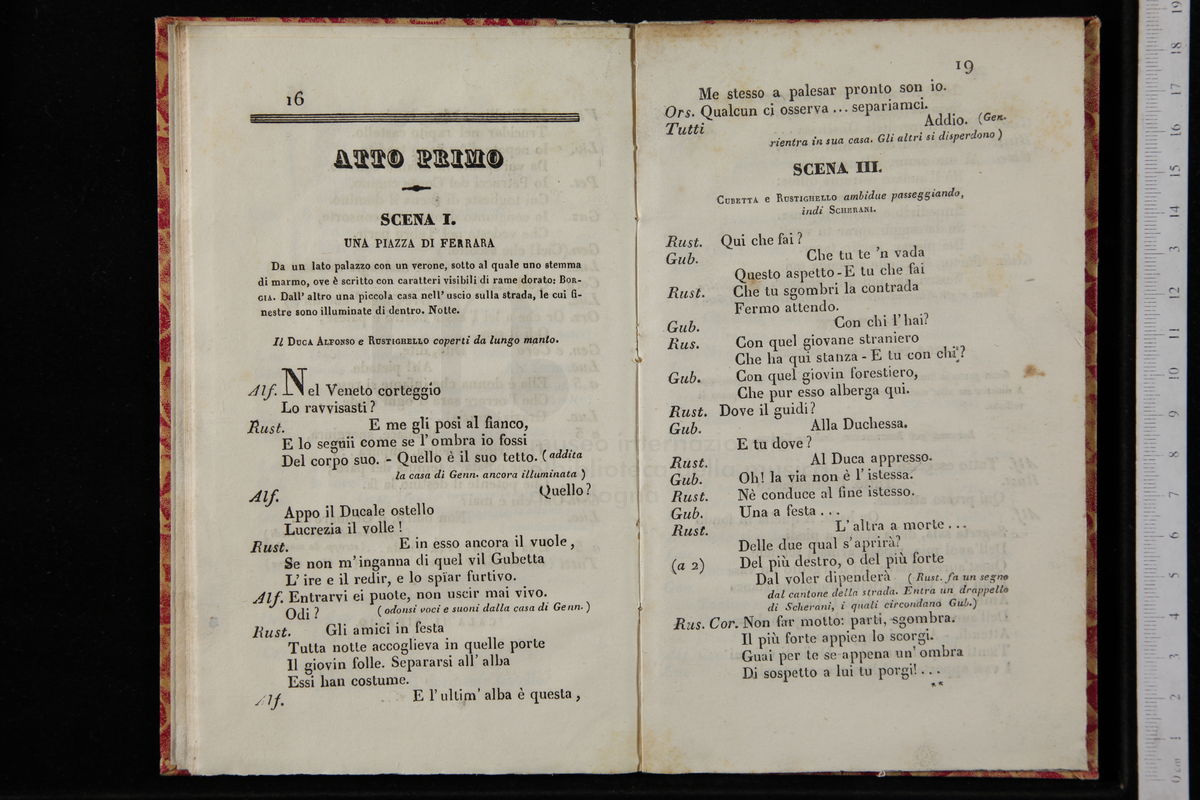 16
ATTO PRIMO
SCENA I.
UNA PIAZZA DI FERRARA
Da un lato palazzo con un verone, sotto al quale uno stemma
di marmo, ove è scritto con caratteri visibili di rame dorato: BOR-
GIA. Dall' altro una piccola casa nell' uscio sulla strada, le cui fi-
nestre sono illuminate di dentro. Notte.
Il DUCA ALFONSO e RUSTIGHELLO coperti da lungo manto.
Alf. Nel Veneto corteggio
Lo ravvisasti?
Rust. E me gli posi al fianco,
E lo seguii come se l' ombra io fossi
Del corpo suo. - Quello è il suo tetto. (addita
la casa di Genn. ancora illuminata )
Alf. Quello?
Appo il Ducale ostello
Lucrezia il volle!
Rust. E in esso ancora il vuole,
Se non m' inganna di quel vil Gubetta
L' ire e il redir, e lo spïar furtivo.
Alf. Entrarvi ei puote, non uscir mai vivo.
Odi? (odonsi voci e suoni dalla casa di Genn.)
Rust. Gli amici in festa
Tutta notte accoglieva in quelle porte
Il giovin folle. Separarsi all' alba
Essi han costume.
Alf. E l' ultim' alba è questa,
19
Me stesso a palesar pronto son io.
Ors. Qualcun ci osserva ... separiamci.
Tutti Addio. (Gen.
rientra in sua casa. Gli altri si disperdono)
SCENA III.
CUBETTA e RUSTIGHELLO ambidue passeggiando,
indi SCHERANI.
Rust. Qui che fai?
Gub. Che tu te 'n vada
Questo aspetto - E tu che fai
Rust. Che tu sgombri la contrada
Fermo attendo.
Gub. Con chi l' hai?
Rus. Con quel giovane straniero
Che ha qui stanza - E tu con chi?
Gub. Con quel giovin forestiero,
Che pur esso alberga qui.
Rust. Dove il guidi?
Gub. Alla Duchessa.
E tu dove?
Rust. Al Duca appresso.
Gub. Oh! la via non è l' istessa.
Rust. Nè conduce al fine istesso.
Gub. Una a festa ...
Rust. L' altra a morte ...
Delle due qual s' aprirà?
(a 2) Del più destro, o del più forte
Dal voler dipenderà (Rust. fa un segno
dal cantone della strada. Entra un drappello
di Scherani, i quali circondano Gub.)
Rus. Cor. Non far motto: parti, sgombra.
Il più forte appien lo scorgi.
Guai per te se appena un' ombra
Di sospetto a lui tu porgi! ...
**